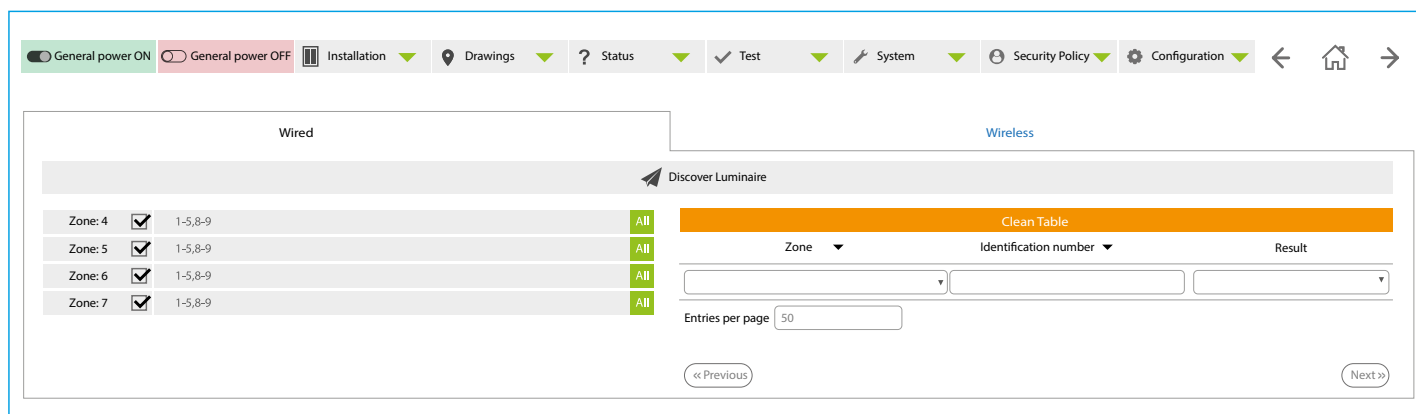 General power ON General power OFF Installation Drawings ? Status Test System Security Policy Configuration
Wired Wireless
Discover Luminaire
Zone: 4 1-5,8-9 All
Zone: 5 1-5,8-9 All
Zone: 6 1-5,8-9 All
Zone: 7 1-5,8-9 All
Clean Table
Zone Identification number Result
Entries per page 50
« Previous Next »